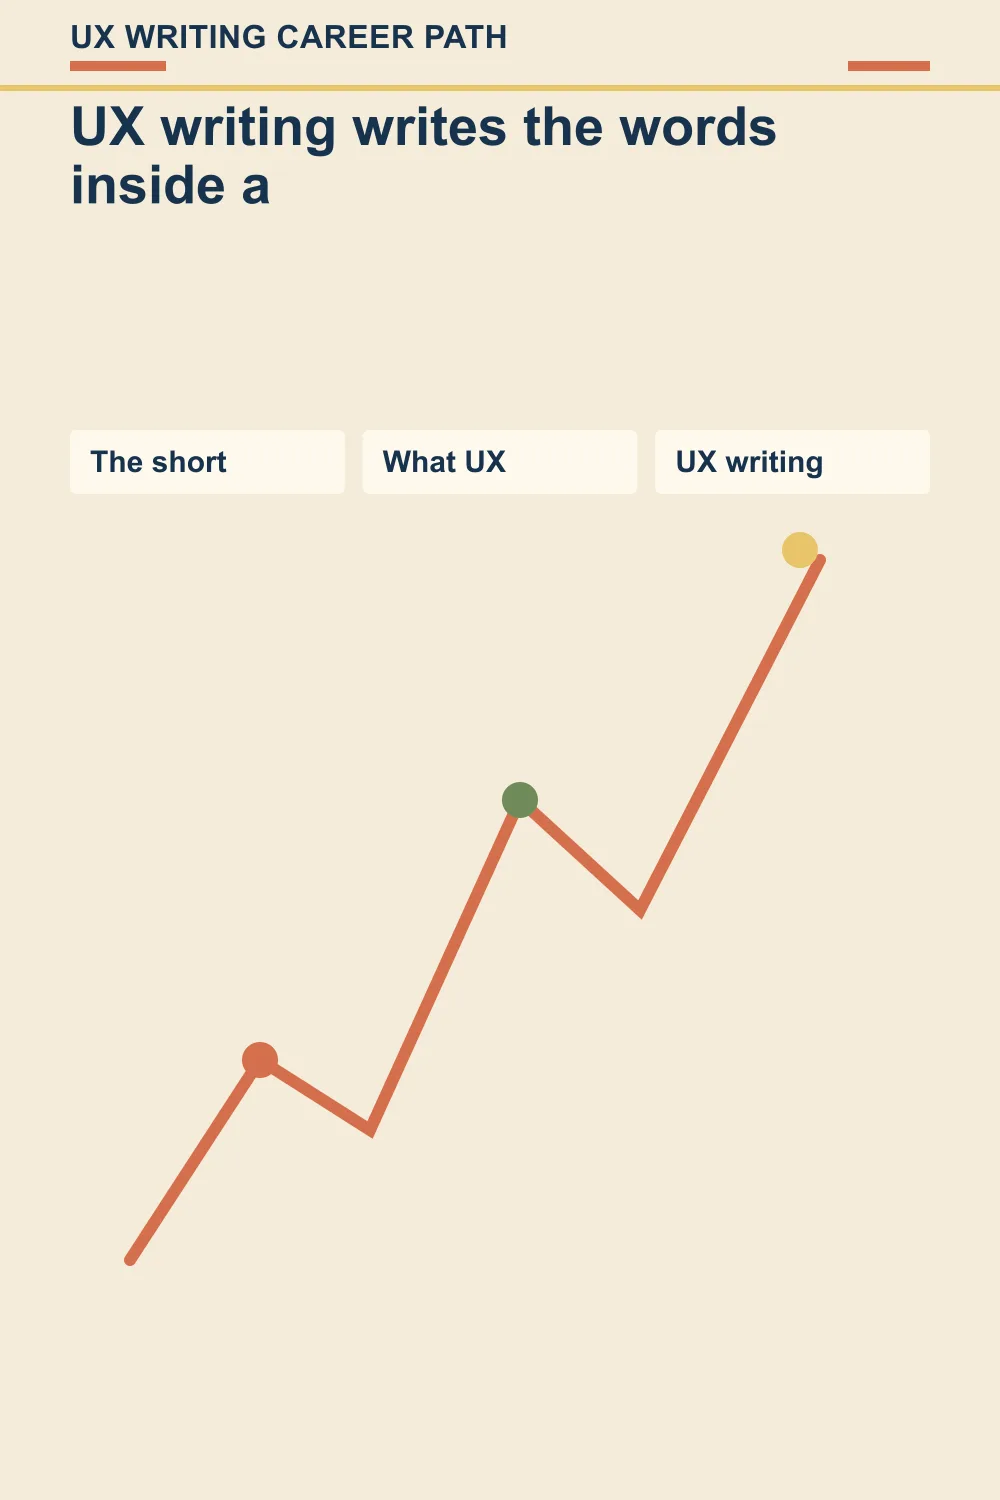 UX WRITING CAREER PATH
UX writing writes the words
inside a
The short
What UX
UX writing